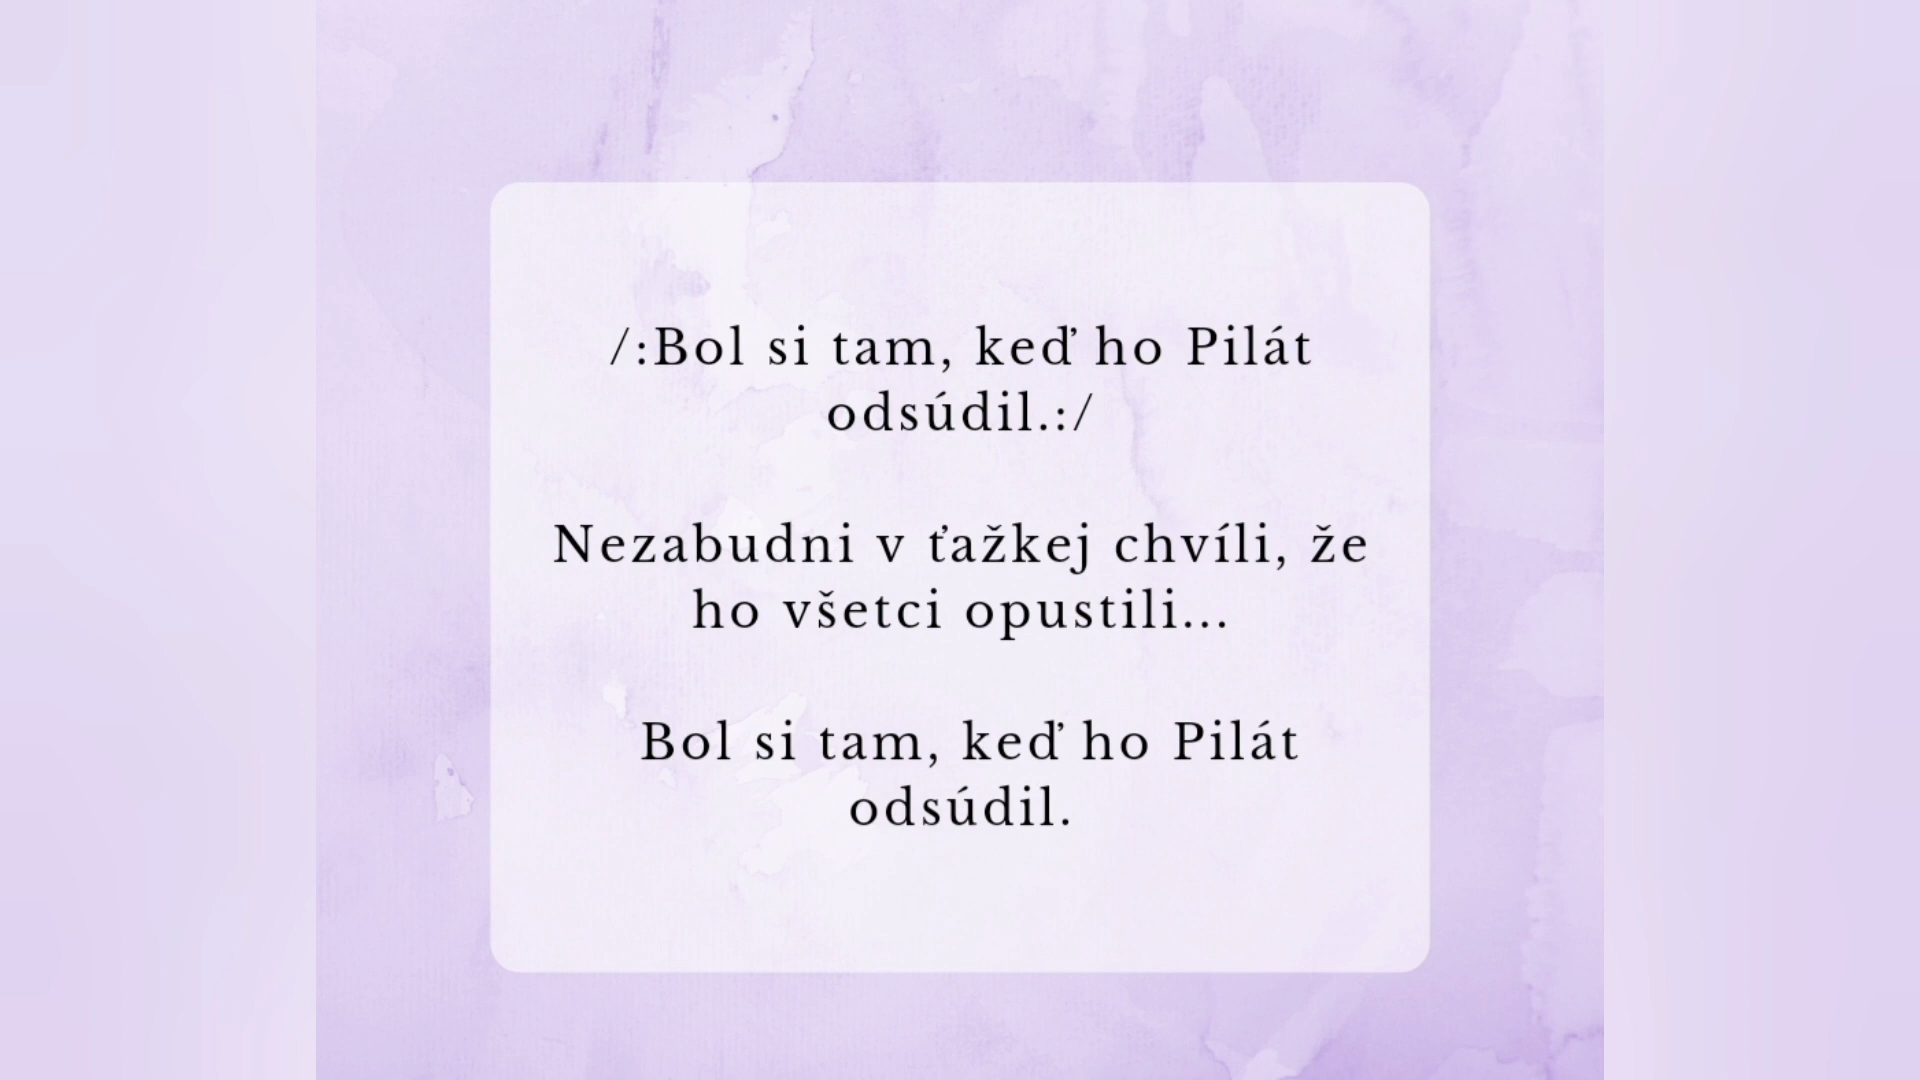 /:Bol si tam, keď ho Pilát
odsúdil.:/
Nezabudni v ťažkej chvíli, že
ho všetci opustili...
Bol si tam, keď ho Pilát
odsúdil.